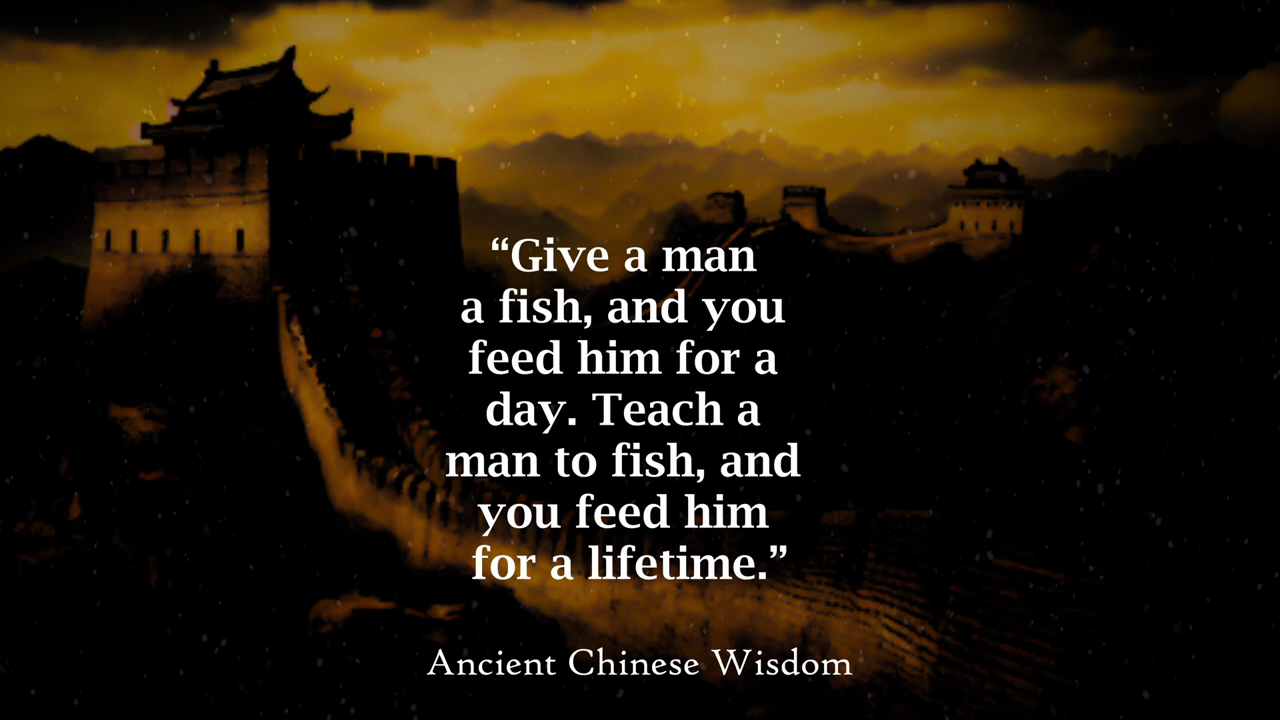 “Give a man
a fish, and you
feed him for a
day. Teach a
man to fish, and
you feed him
for a lifetime.”
Ancient Chinese Wisdom